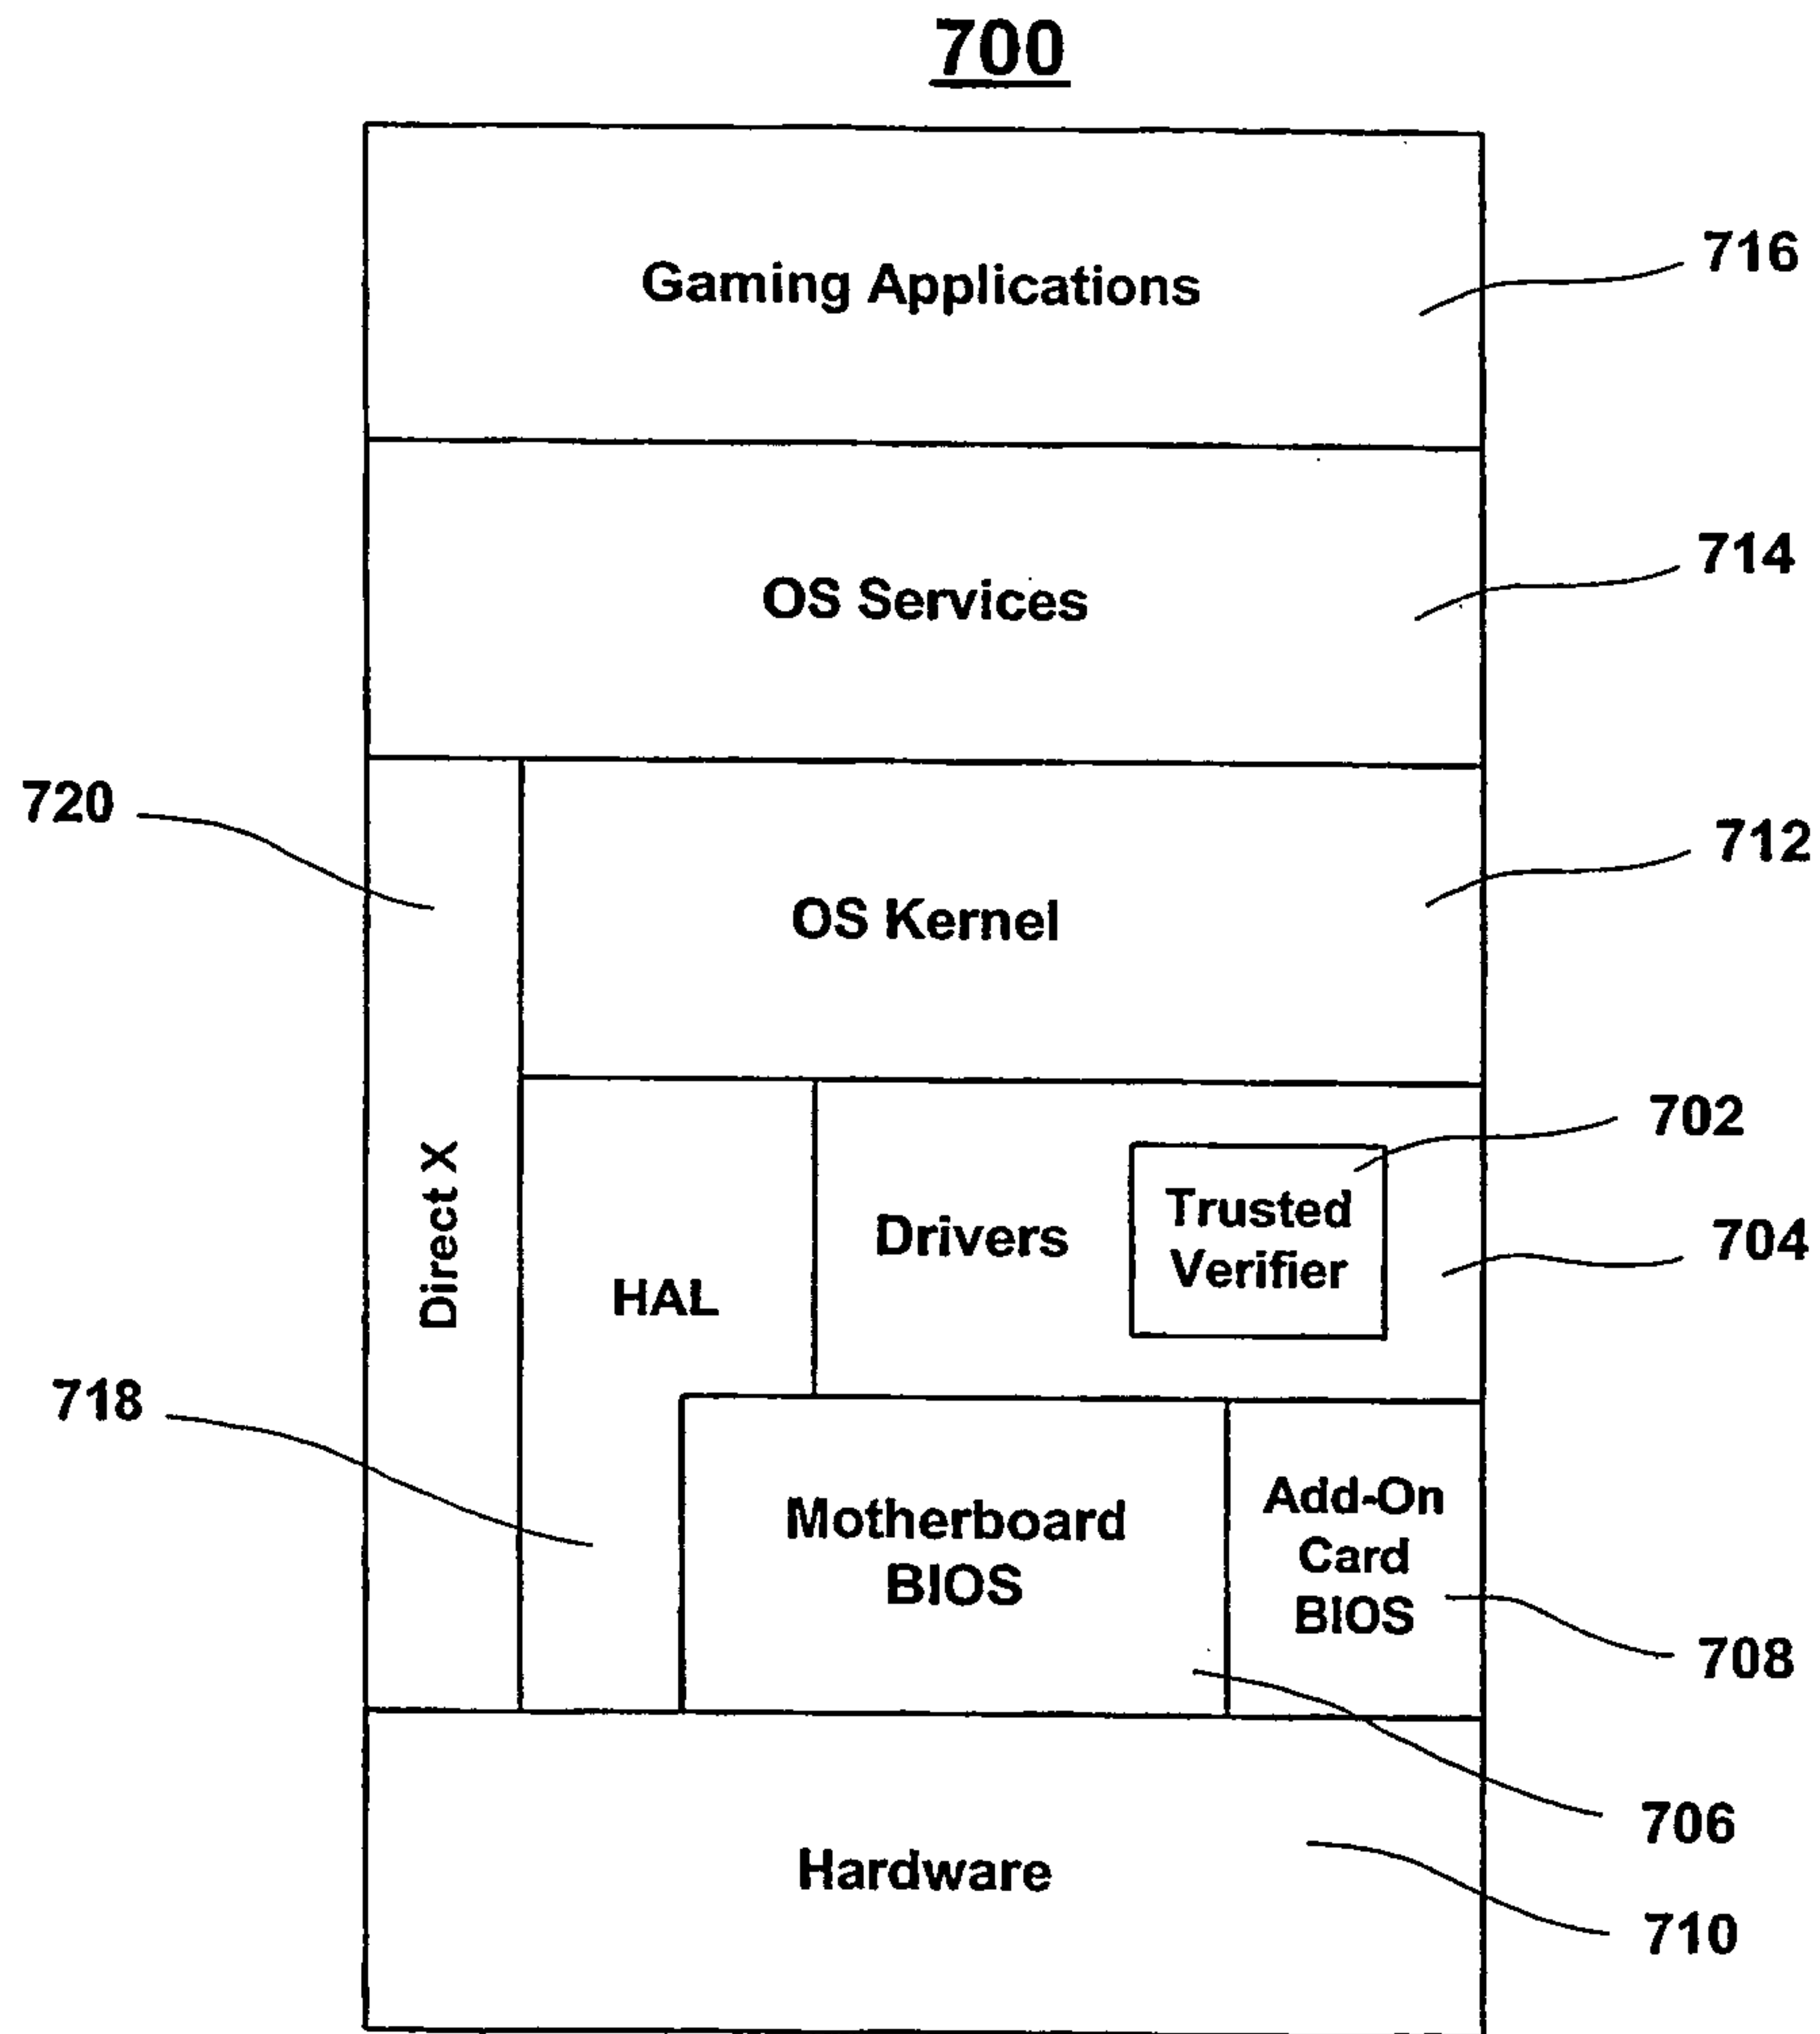 700
Gaming Applications
716
OS Services
714
720
OS Kernel
712
Direct X
HAL
Drivers
Trusted
Verifier
702
704
718
Motherboard
BIOS
Add-On
Card
BIOS
708
706
Hardware
710